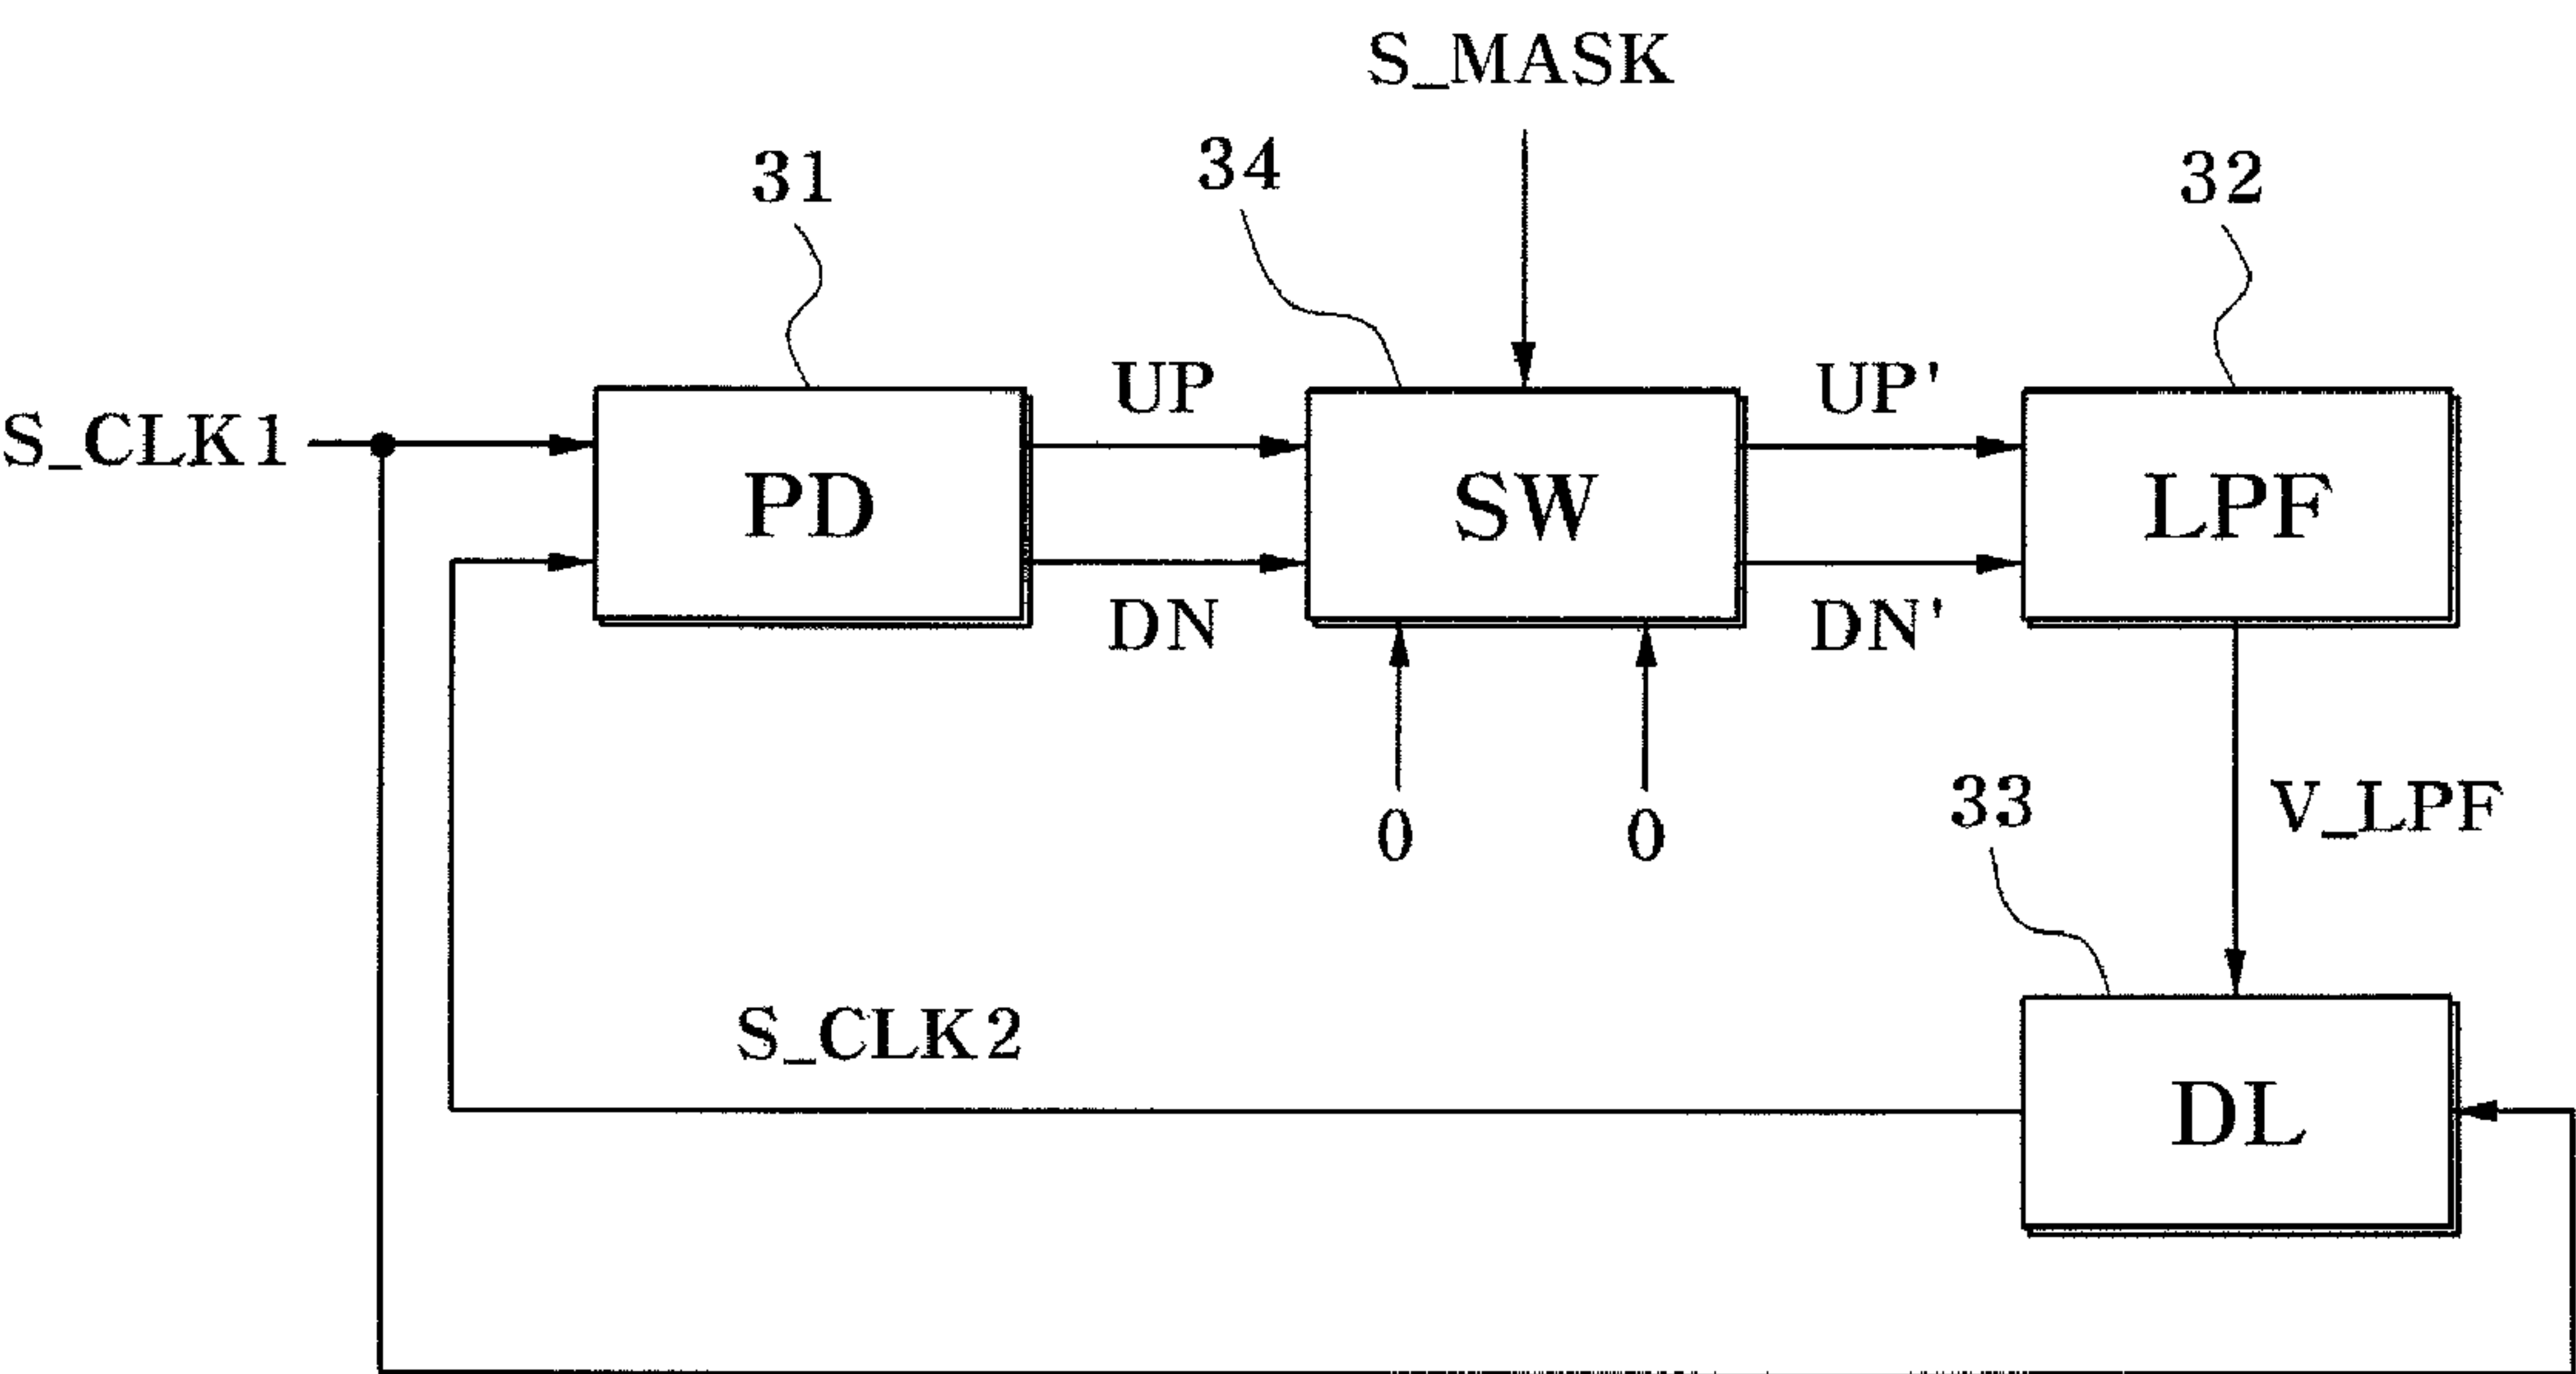 S_MASK
31
34
32
UP
UP'
S_CLK1
PD
SW
LPF
DN
DN'
33
V_LPF
0
0
S_CLK2
DL